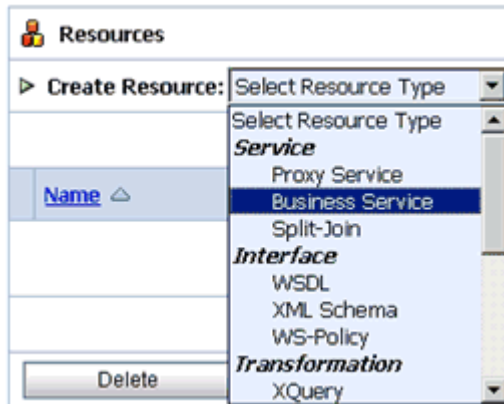 Resources
Create Resource: Select Resource Type
Select Resource Type
Service
Proxy Service
Name
Business Service
Split-Join
Interface
WSDL
XML Schema
WS-Policy
Transformation
Delete
XQuery